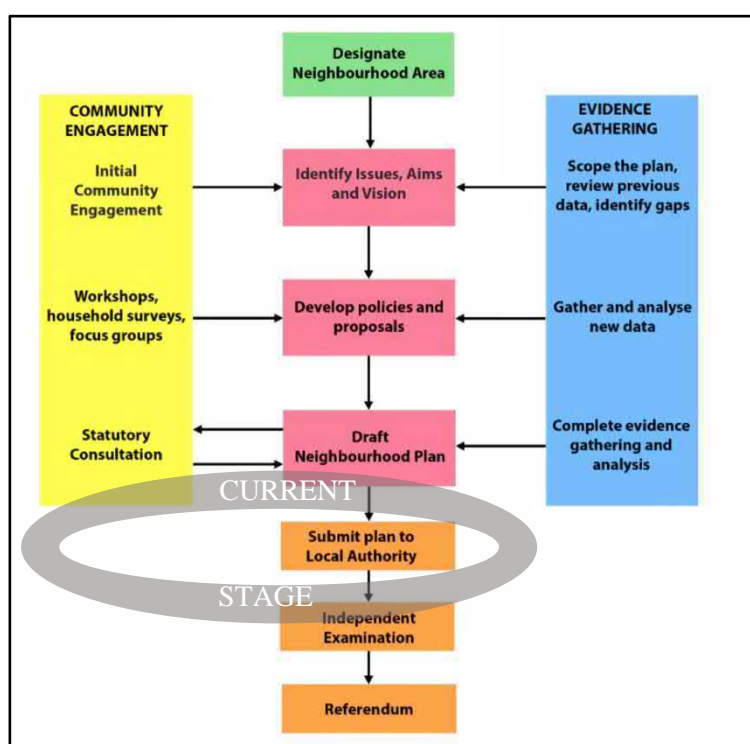 Designate
Neighbourhood Area
COMMUNITY
ENGAGEMENT
EVIDENCE
GATHERING
Initial
Community
Engagement
Identify Issues, Aims
and Vision
Scope the plan,
review previous
data, identify gaps
Workshops,
household surveys,
focus groups
Develop policies and
proposals
Gather and analyse
new data
Statutory
Consultation
Draft
Neighbourhood Plan
Complete evidence
gathering and
analysis
CURRENT
Submit plan to
Local Authority
STAGE
Independent
Examination
Referendum